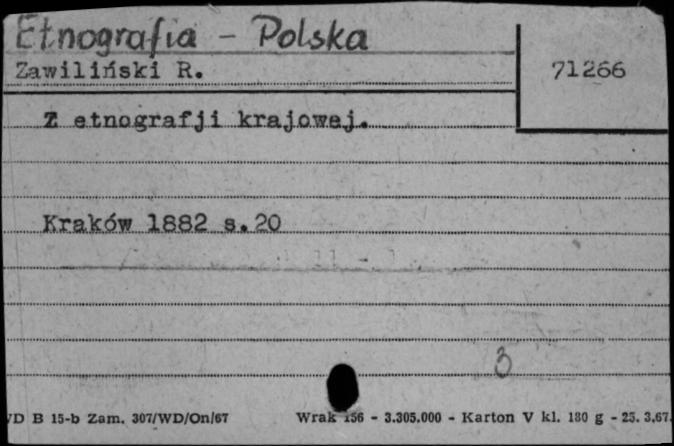 Etnografia - Polska
Zawiliński R.
71266
Z etnografji krajowej.
Kraków 1882 s.20
3
WD B 15-b Zam. 307/WD/On/67
Wrak 156 - 3.305.000 - Karton V kl. 180 g - 25. 3.67.